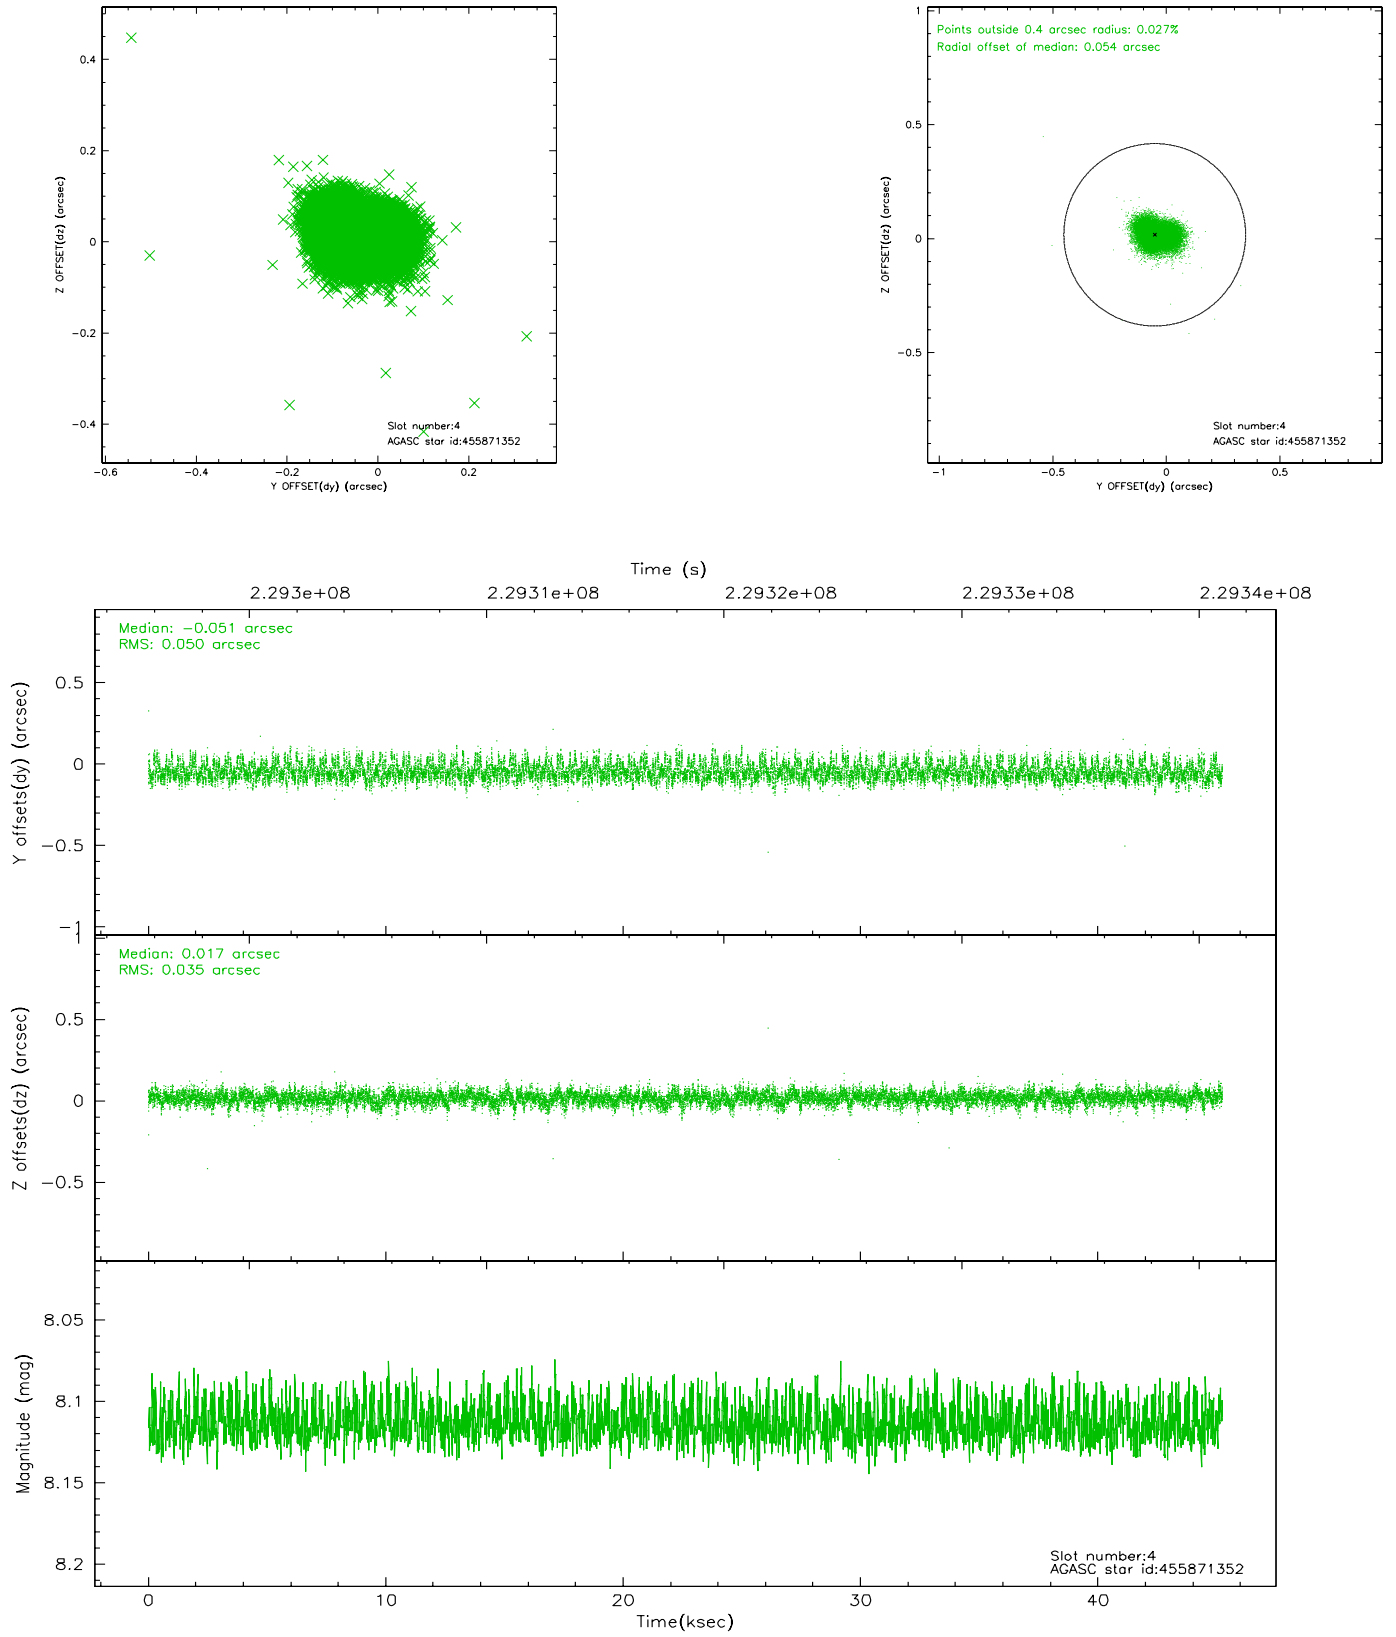 0.4
0.2
0
−0.2
−0.4
Z OFFSET(dz) (arcsec)
Slot number:4
AGASC star id:455871352
−0.6 −0.4 −0.2 0 0.2
Y OFFSET(dy) (arcsec)
Points outside 0.4 arcsec radius: 0.027%
Radial offset of median: 0.054 arcsec
1
0.5
0
−0.5
Z OFFSET(dz) (arcsec)
Slot number:4
AGASC star id:455871352
−1 −0.5 0 0.5
Y OFFSET(dy) (arcsec)
Time (s)
2.293e+08 2.2931e+08 2.2932e+08 2.2933e+08 2.2934e+08
Median: −0.051 arcsec
RMS: 0.050 arcsec
0.5
0
−0.5
−1
Y offsets(dy) (arcsec)
Median: 0.017 arcsec
RMS: 0.035 arcsec
1
0.5
0
−0.5
Z offsets(dz) (arcsec)
8.05
8.1
8.15
8.2
Magnitude (mag)
Slot number:4
AGASC star id:455871352
0 10 20 30 40
Time(ksec)